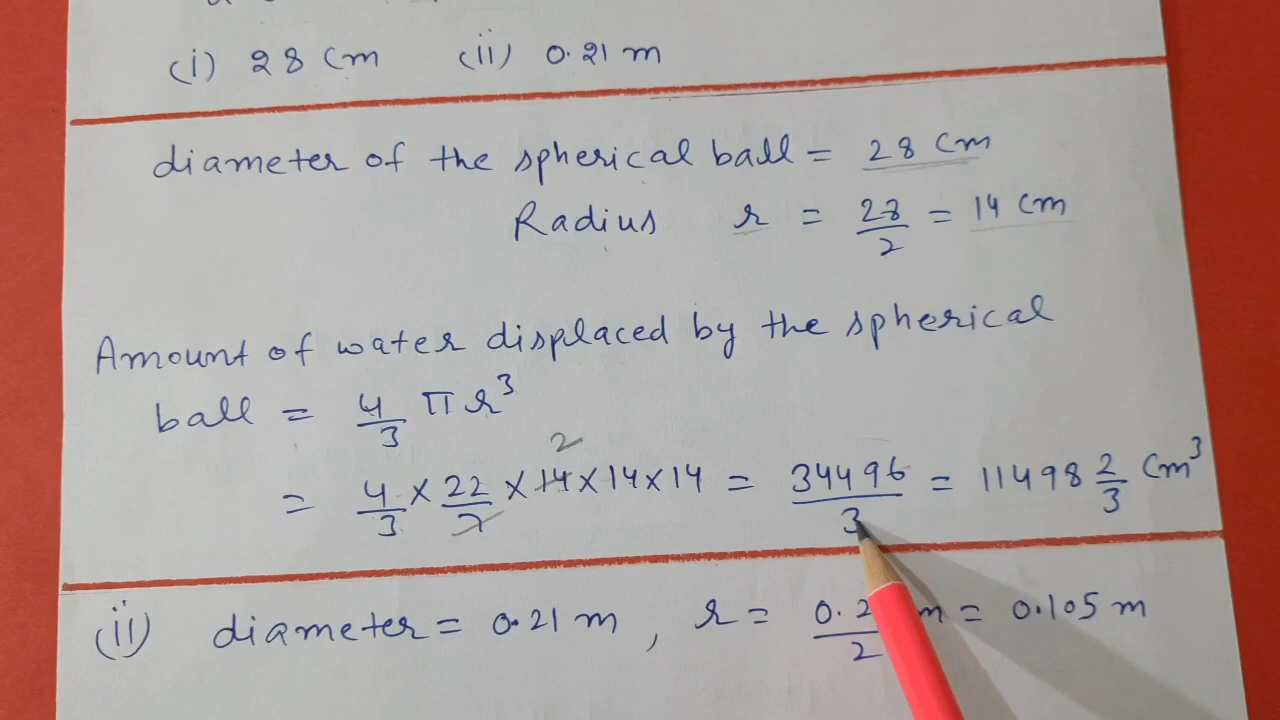 (i) 28 cm (ii) 0.21 m
diameter of the spherical ball = 28 cm
Radius r = 28/2 = 14 cm
Amount of water displaced by the spherical
ball = 4/3 π r³
= 4/3 × 22/7 × 14 × 14 × 14 = 34496/3 = 11498 2/3 cm³
2
(ii) diameter = 0.21 m, r = 0.2 m/2 = 0.105 m